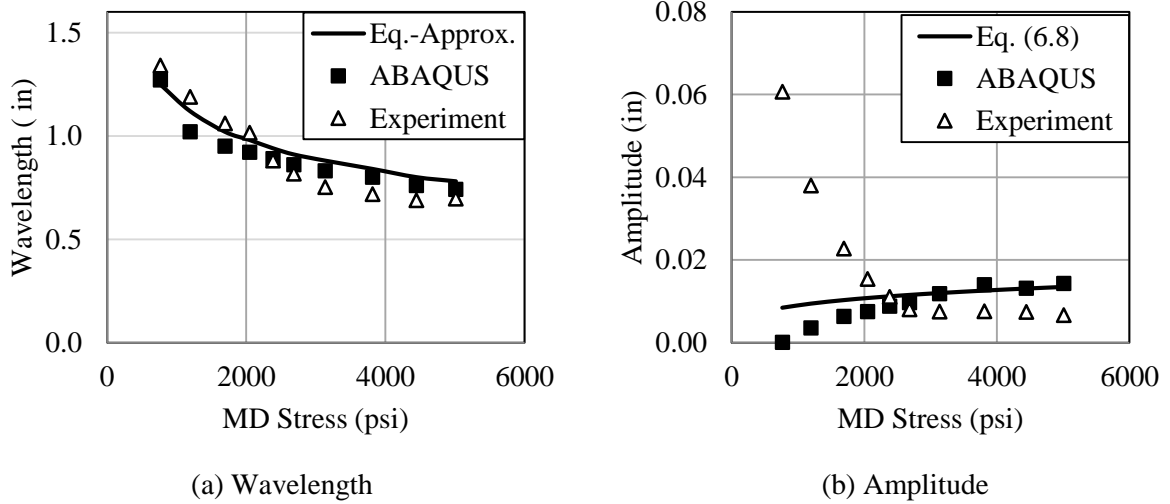 1.5
1.0
0.5
0.0
Wavelength ( in)
Eq.-Approx.
ABAQUS
Experiment
0
2000
4000
6000
MD Stress (psi)
(a) Wavelength
0.08
0.06
0.04
0.02
0.00
Amplitude (in)
Eq. (6.8)
ABAQUS
Experiment
0
2000
4000
6000
MD Stress (psi)
(b) Amplitude